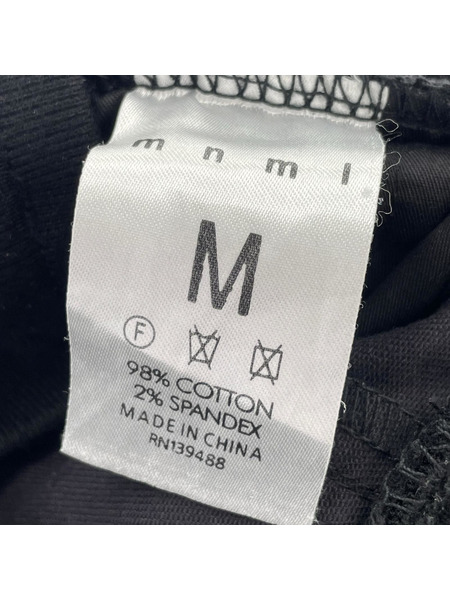 m n m l
M
F
98% COTTON
2% SPANDEX
MADE IN CHINA
RN139488